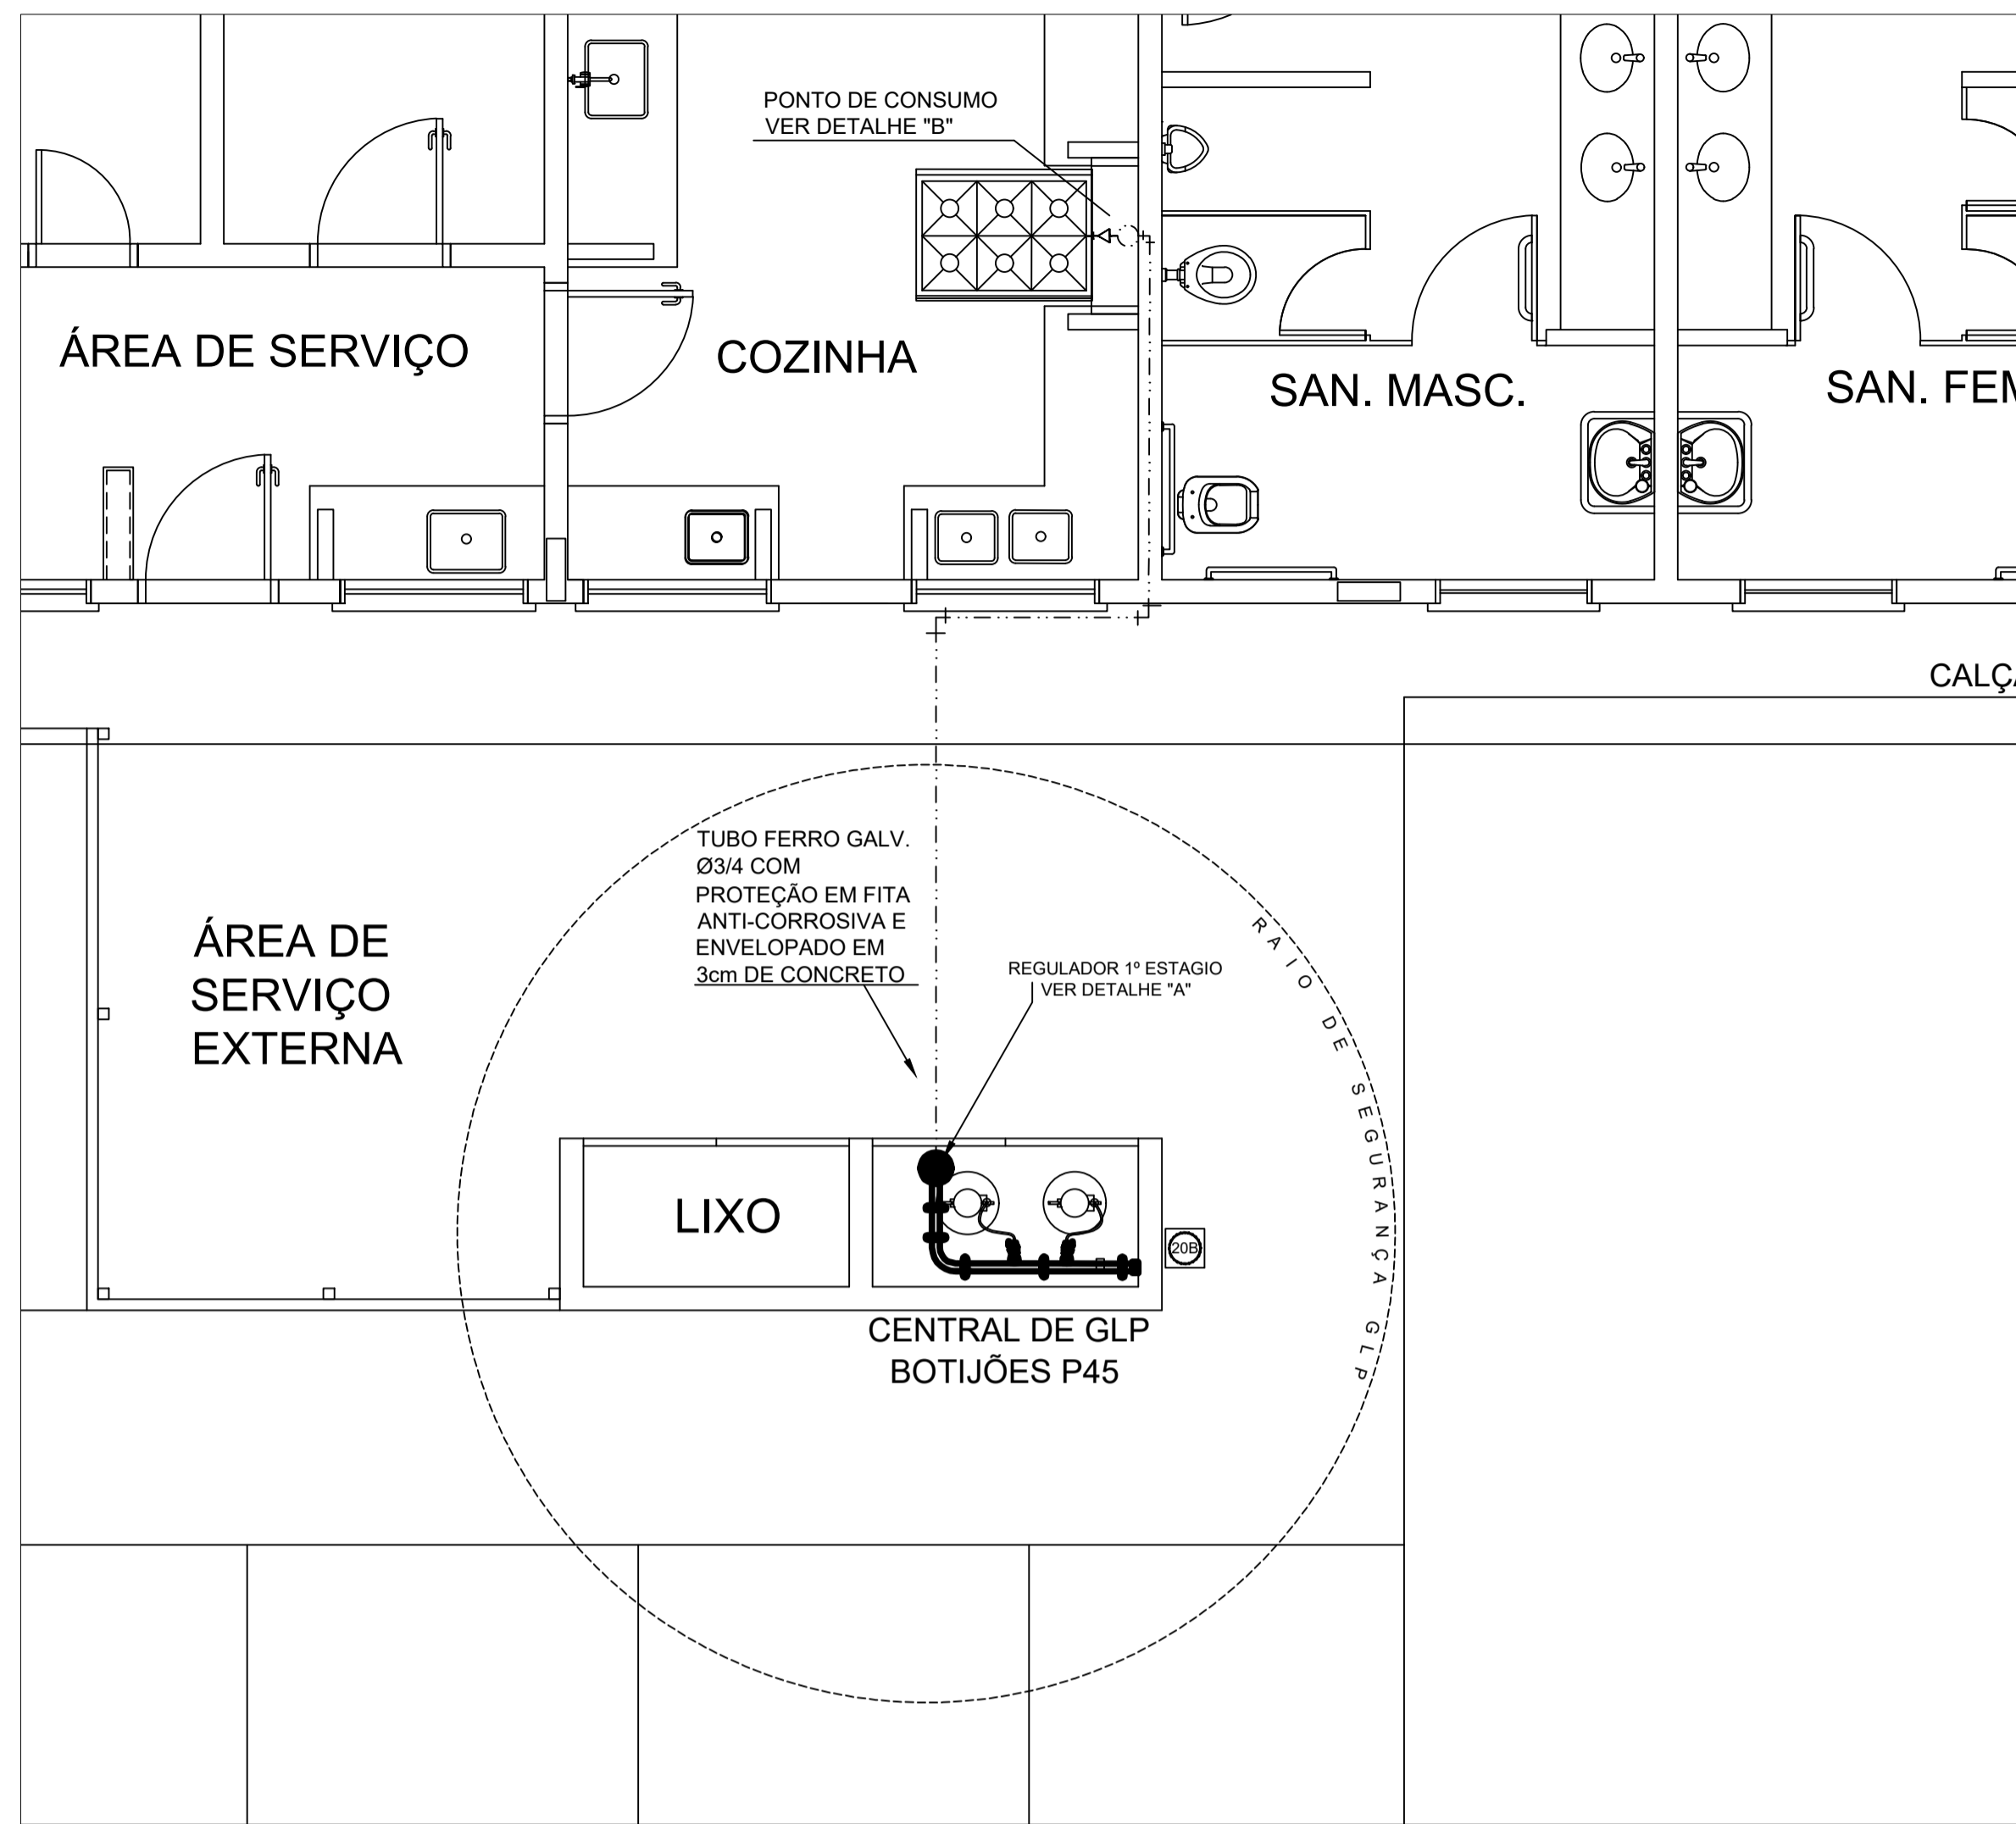 PONTO DE CONSUMO
VER DETALHE "B"
ÁREA DE SERVIÇO
COZINHA
SAN. MASC.
SAN. FEM
CALÇA
TUBO FERRO GALV.
Ø3/4 COM
PROTEÇÃO EM FITA
ANTI-CORROSIVA E
ENVELOPADO EM
3cm DE CONCRETO
REGULADOR 1º ESTAGIO
VER DETALHE "A"
RAIO DE SEGURANÇA GLP
ÁREA DE
SERVIÇO
EXTERNA
LIXO
20B
CENTRAL DE GLP
BOTIJÕES P45